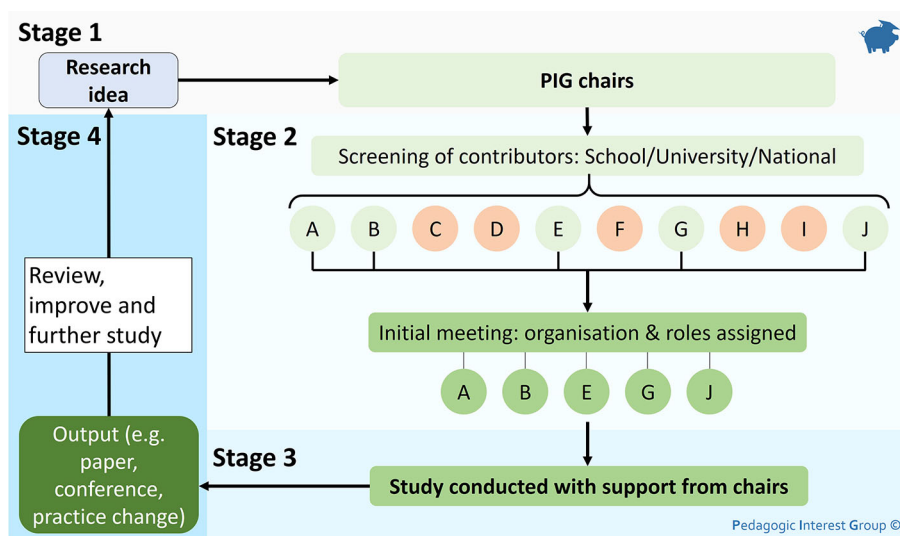 Stage 1
Research
idea
PIG chairs
Stage 4
Stage 2
Screening of contributors: School/University/National
A B C D E F G H I J
Review,
improve and
further study
Initial meeting: organisation & roles assigned
A B E G J
Output (e.g.
paper,
conference,
practice change)
Stage 3
Study conducted with support from chairs
Pedagogic Interest Group ©